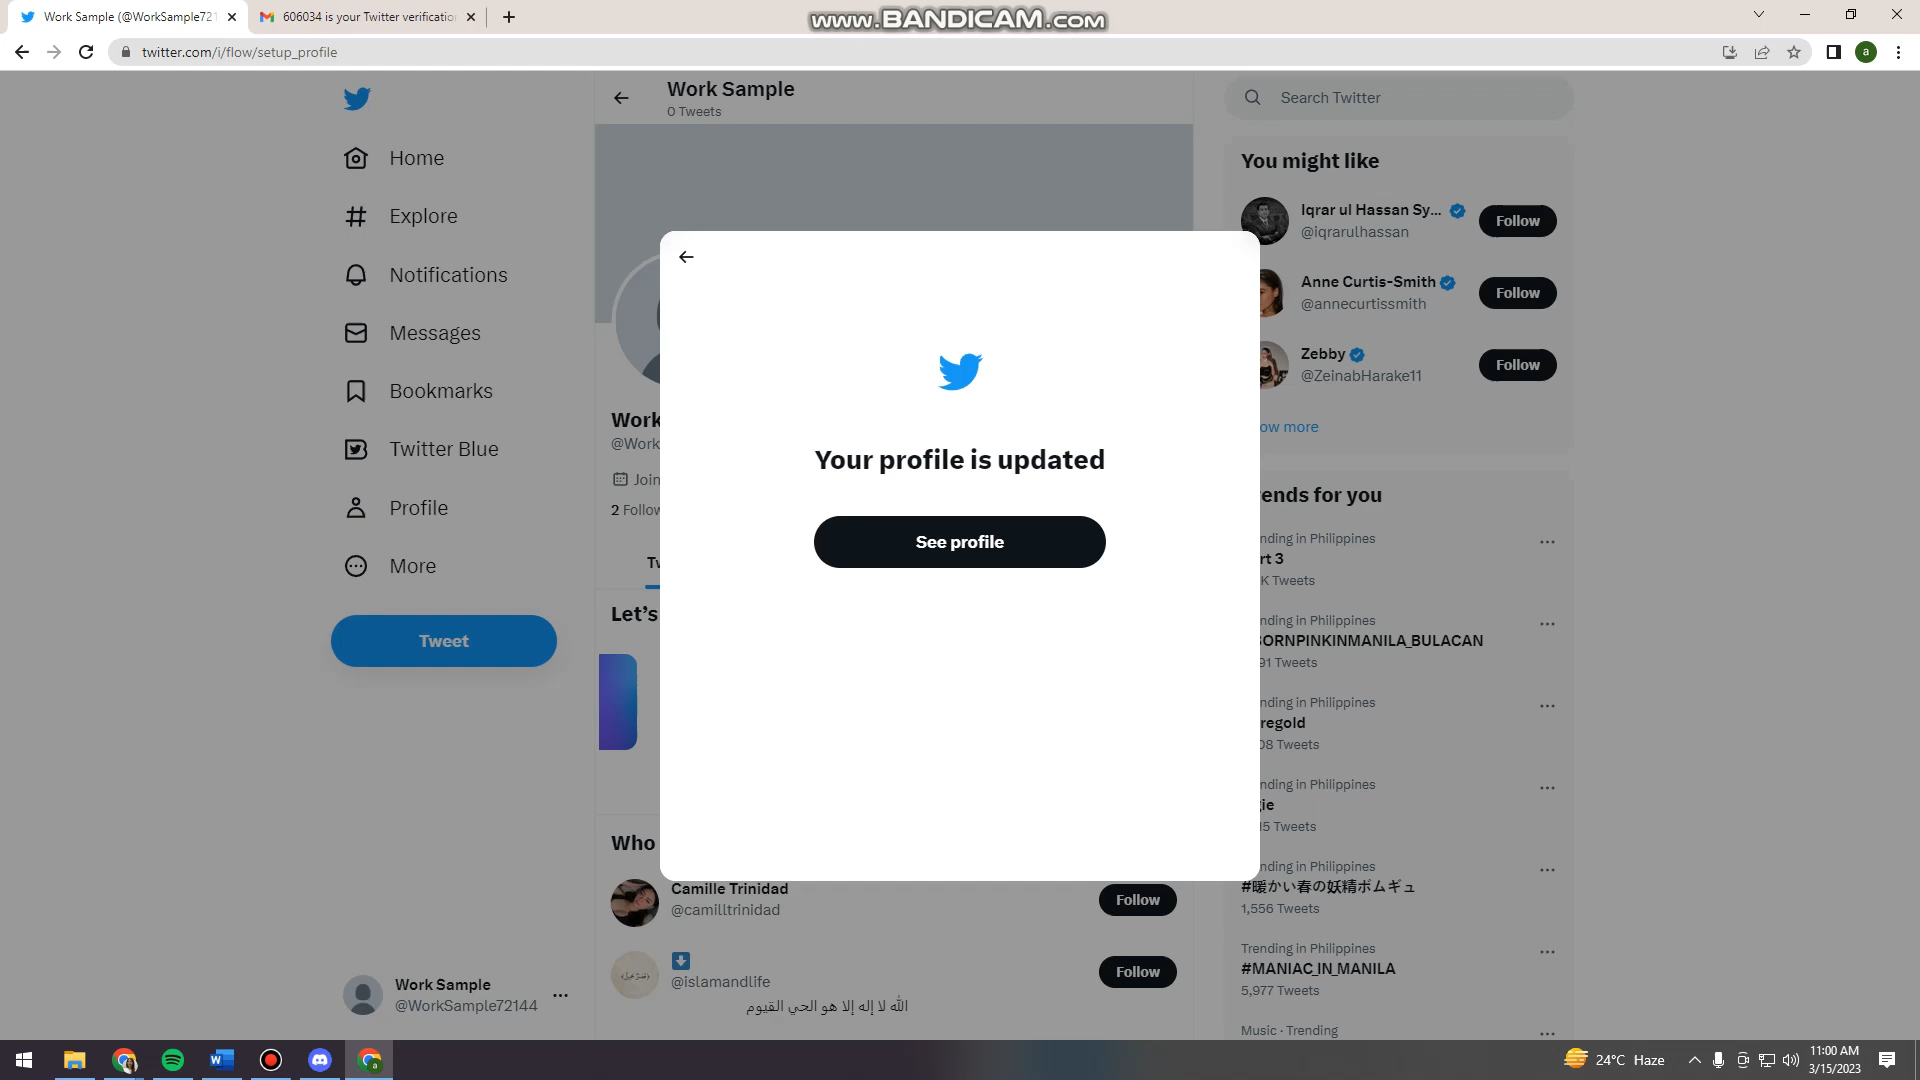 Work Sample (@WorkSample721
606034 is your Twitter verificatio
www.BANDICAM.com
twitter.com/i/flow/setup_profile
Home
Explore
Notifications
Messages
Bookmarks
Twitter Blue
Profile
More
Tweet
Work Sample
@WorkSample72144
Work Sample
0 Tweets
Work
@Work
Join
2 Follow
Tw
Let's
Who
Camille Trinidad
@camilltrinidad
Follow
@islamandlife
Follow
الله لا إله إلا هو الحي القيوم
Your profile is updated
See profile
Search Twitter
You might like
Iqrar ul Hassan Sy...
@iqrarulhassan
Follow
Anne Curtis-Smith
@annecurtissmith
Follow
Zebby
@ZeinabHarake11
Follow
ow more
ends for you
nding in Philippines
rt 3
K Tweets
nding in Philippines
BORNPINKINMANILA_BULACAN
91 Tweets
nding in Philippines
regold
08 Tweets
nding in Philippines
gie
15 Tweets
nding in Philippines
#暖かい春の妖精ボムギュ
1,556 Tweets
Trending in Philippines
#MANIAC_IN_MANILA
5,977 Tweets
Music · Trending
24°C Haze
11:00 AM
3/15/2023